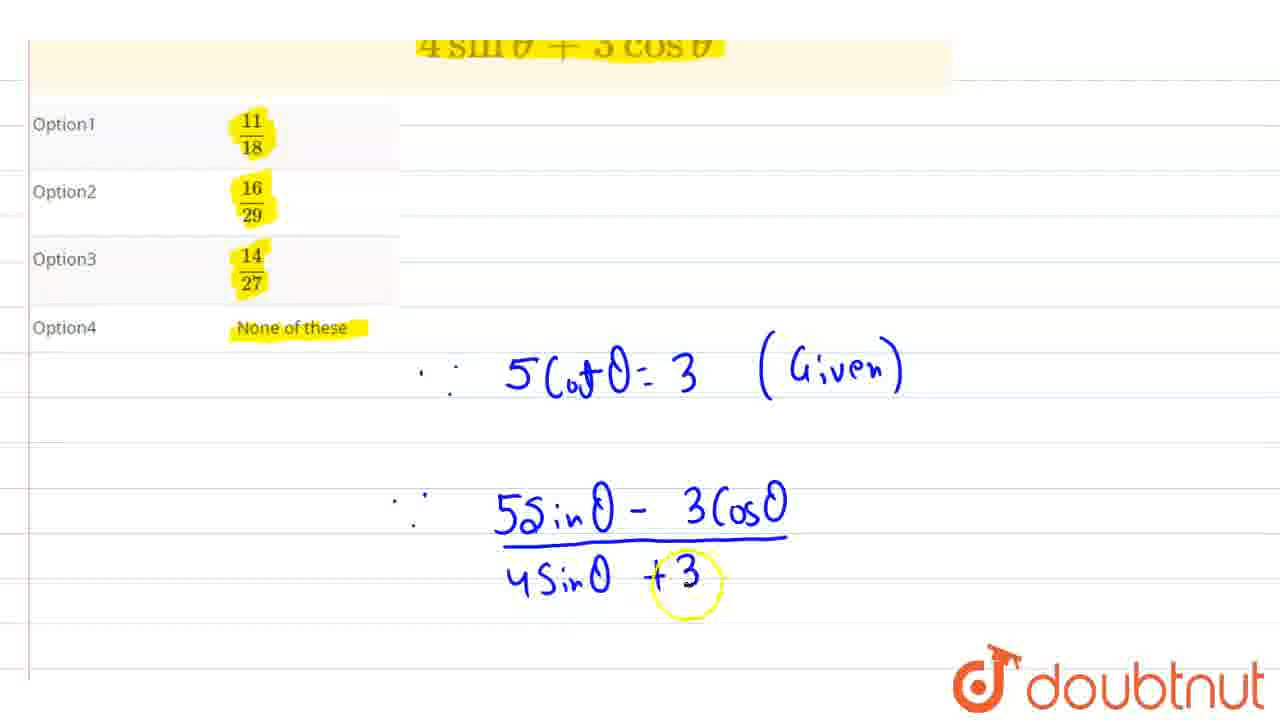 4 sin θ + 3 cos θ
Option1 11/18
Option2 16/29
Option3 14/27
Option4 None of these
∵ 5 Cot θ = 3 (Given)
∵ 5 Sin θ - 3 Cos θ
4 Sin θ + 3
doubtnut